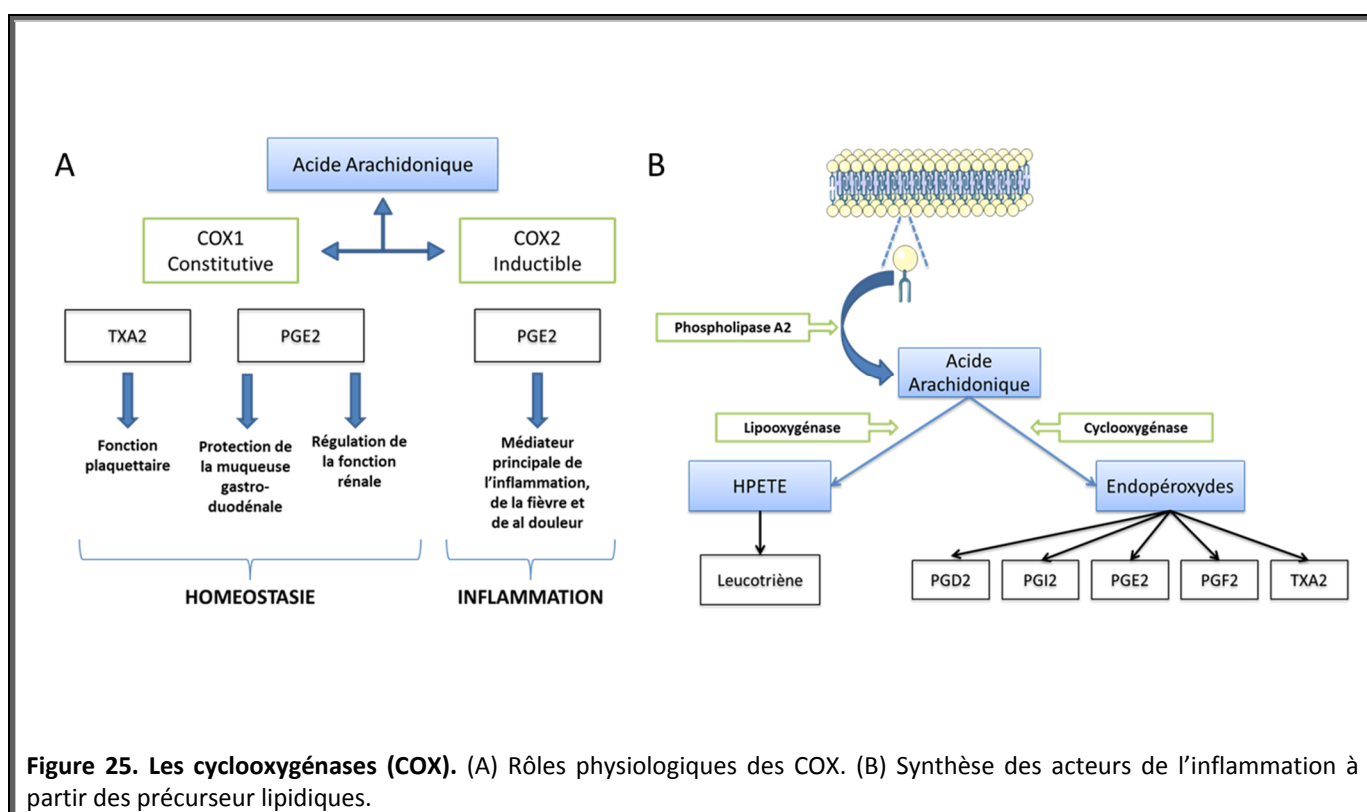 A
Acide Arachidonique
COX1
Constitutive
COX2
Inductible
TXA2
PGE2
PGE2
Fonction
plaquettaire
Protection de
la muqueuse
gastro-
duodénale
Régulation de
la fonction
rénale
Médiateur
principale de
l'inflammation,
de la fièvre et
de al douleur
HOMEOSTASIE
INFLAMMATION
B
Phospholipase A2
Acide
Arachidonique
Lipooxygénase
Cyclooxygénase
HPETE
Endopéroxydes
Leucotriène
PGD2
PGI2
PGE2
PGF2
TXA2
Figure 25. Les cyclooxygénases (COX). (A) Rôles physiologiques des COX. (B) Synthèse des acteurs de l'inflammation à
partir des précurseur lipidiques.